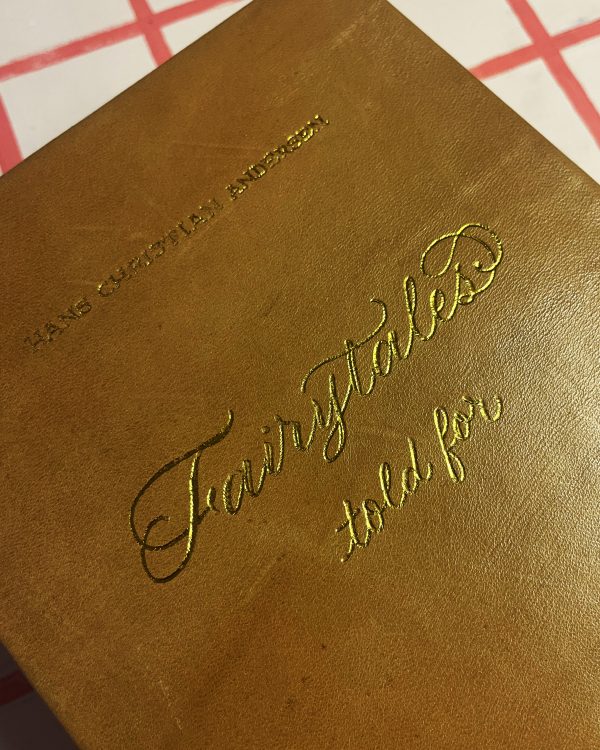 HANS CHRISTIAN ANDERSEN
Fairytales
told for